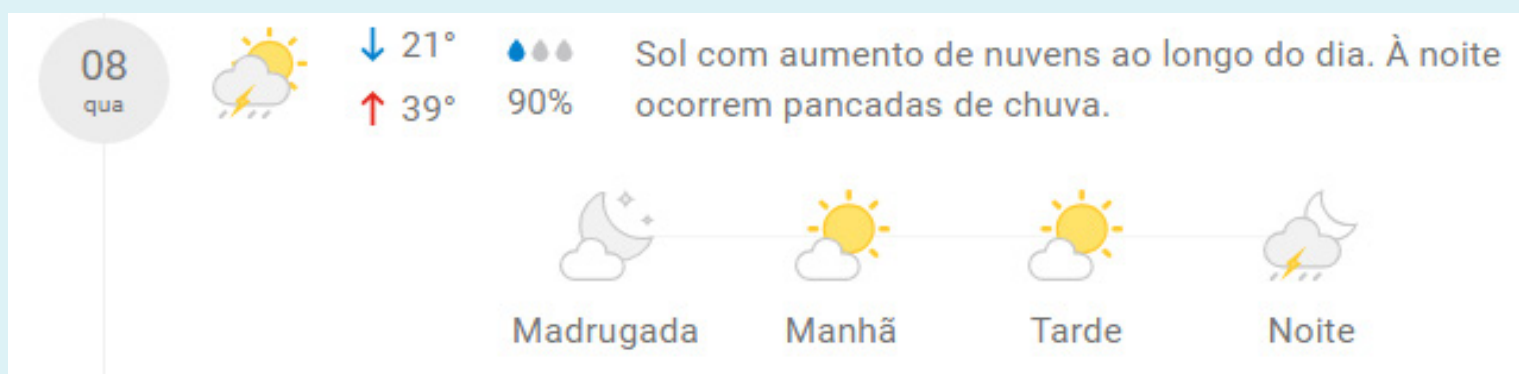 08
qua
21°
39°
90%
Sol com aumento de nuvens ao longo do dia. À noite
ocorrem pancadas de chuva.
Madrugada
Manhã
Tarde
Noite